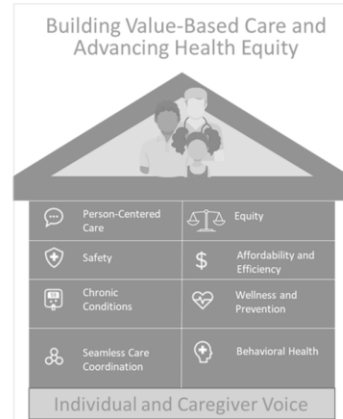 Building Value-Based Care and
Advancing Health Equity
Person-Centered
Care
Equity
Safety
$
Affordability and
Efficiency
Chronic
Conditions
Wellness and
Prevention
Seamless Care
Coordination
Behavioral Health
Individual and Caregiver Voice